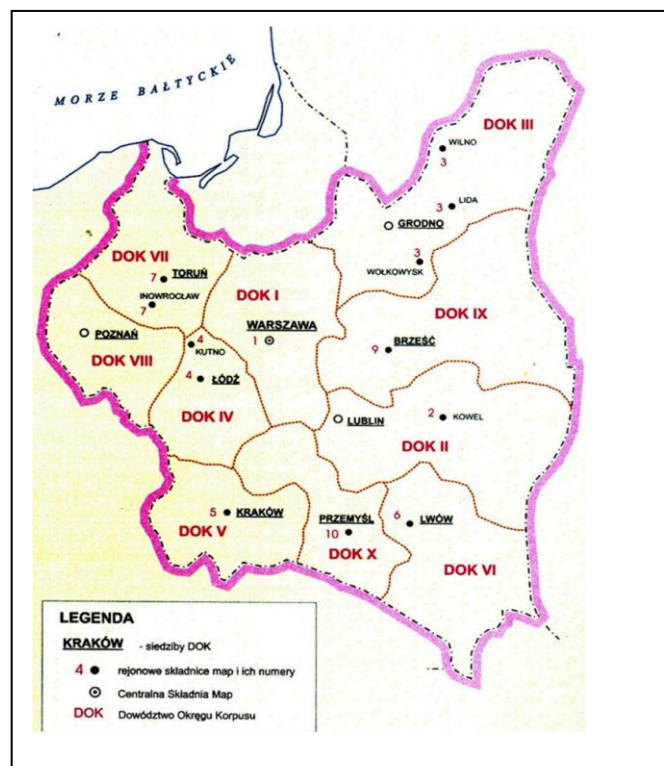 MORZE BAŁTYCKIE
DOK III
WILNO
3
3
LIDA
GRODNO
3
WOŁKOWYSK
DOK VII
7
TORUŃ
INOWROCŁAW
7
DOK I
WARSZAWA
1
DOK IX
9
BRZEŚĆ
POZNAŃ
DOK VIII
4
KUTNO
4
ŁÓDŹ
DOK IV
LUBLIN
2
KOWEL
DOK II
5
KRAKÓW
DOK V
PRZEMYŚL
10
DOK X
6
LWÓW
DOK VI
LEGENDA
KRAKÓW - siedziby DOK
4 rejonowe składnice map i ich numery
Centralna Składnia Map
DOK Dowództwo Okręgu Korpusu